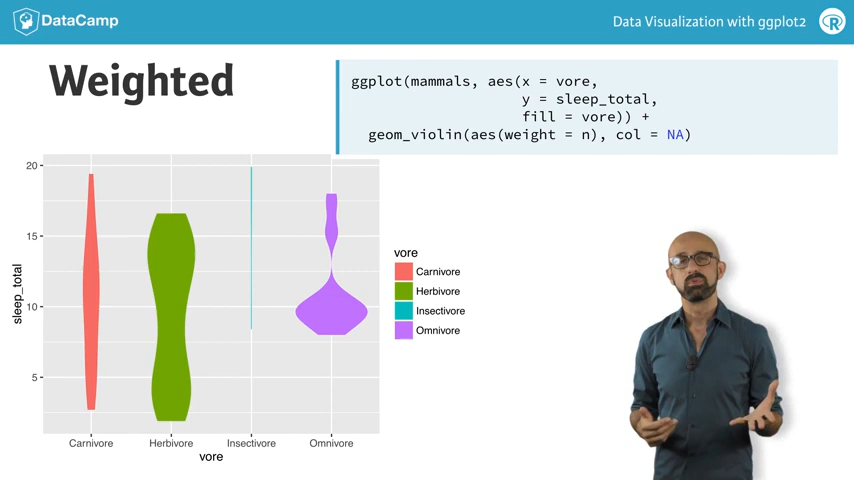 DataCamp
Data Visualization with ggplot2
R
Weighted
ggplot(mammals, aes(x = vore,
y = sleep_total,
fill = vore)) +
geom_violin(aes(weight = n), col = NA)
20
15
10
5
sleep_total
Carnivore Herbivore Insectivore Omnivore
vore
vore
Carnivore
Herbivore
Insectivore
Omnivore